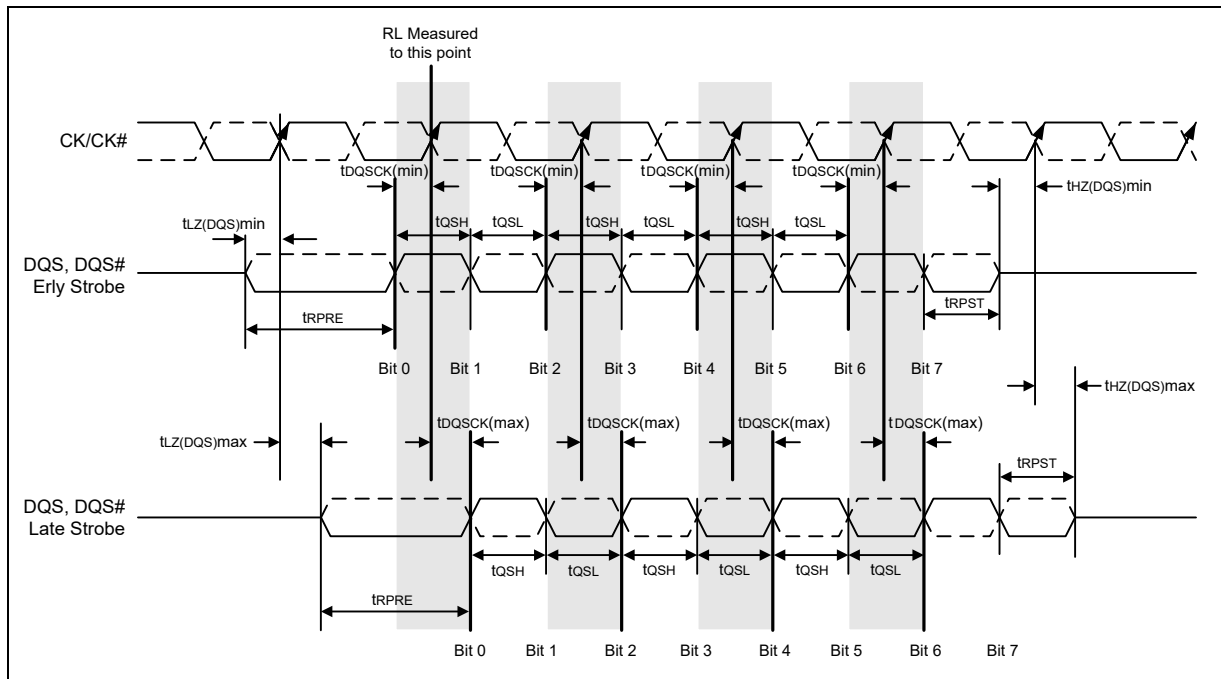 RL Measured
to this point
CK/CK#
tDQSCK(min) tDQSCK(min) tDQSCK(min) tDQSCK(min)
tHZ(DQS)min
tLZ(DQS)min
tQSH tQSL tQSH tQSL tQSH tQSL
DQS, DQS#
Erly Strobe
tRPRE
tRPST
Bit 0 Bit 1 Bit 2 Bit 3 Bit 4 Bit 5 Bit 6 Bit 7
tHZ(DQS)max
tDQSCK(max) tDQSCK(max) tDQSCK(max) tDQSCK(max)
tLZ(DQS)max
tRPST
DQS, DQS#
Late Strobe
tQSH tQSL tQSH tQSL tQSH tQSL
tRPRE
Bit 0 Bit 1 Bit 2 Bit 3 Bit 4 Bit 5 Bit 6 Bit 7